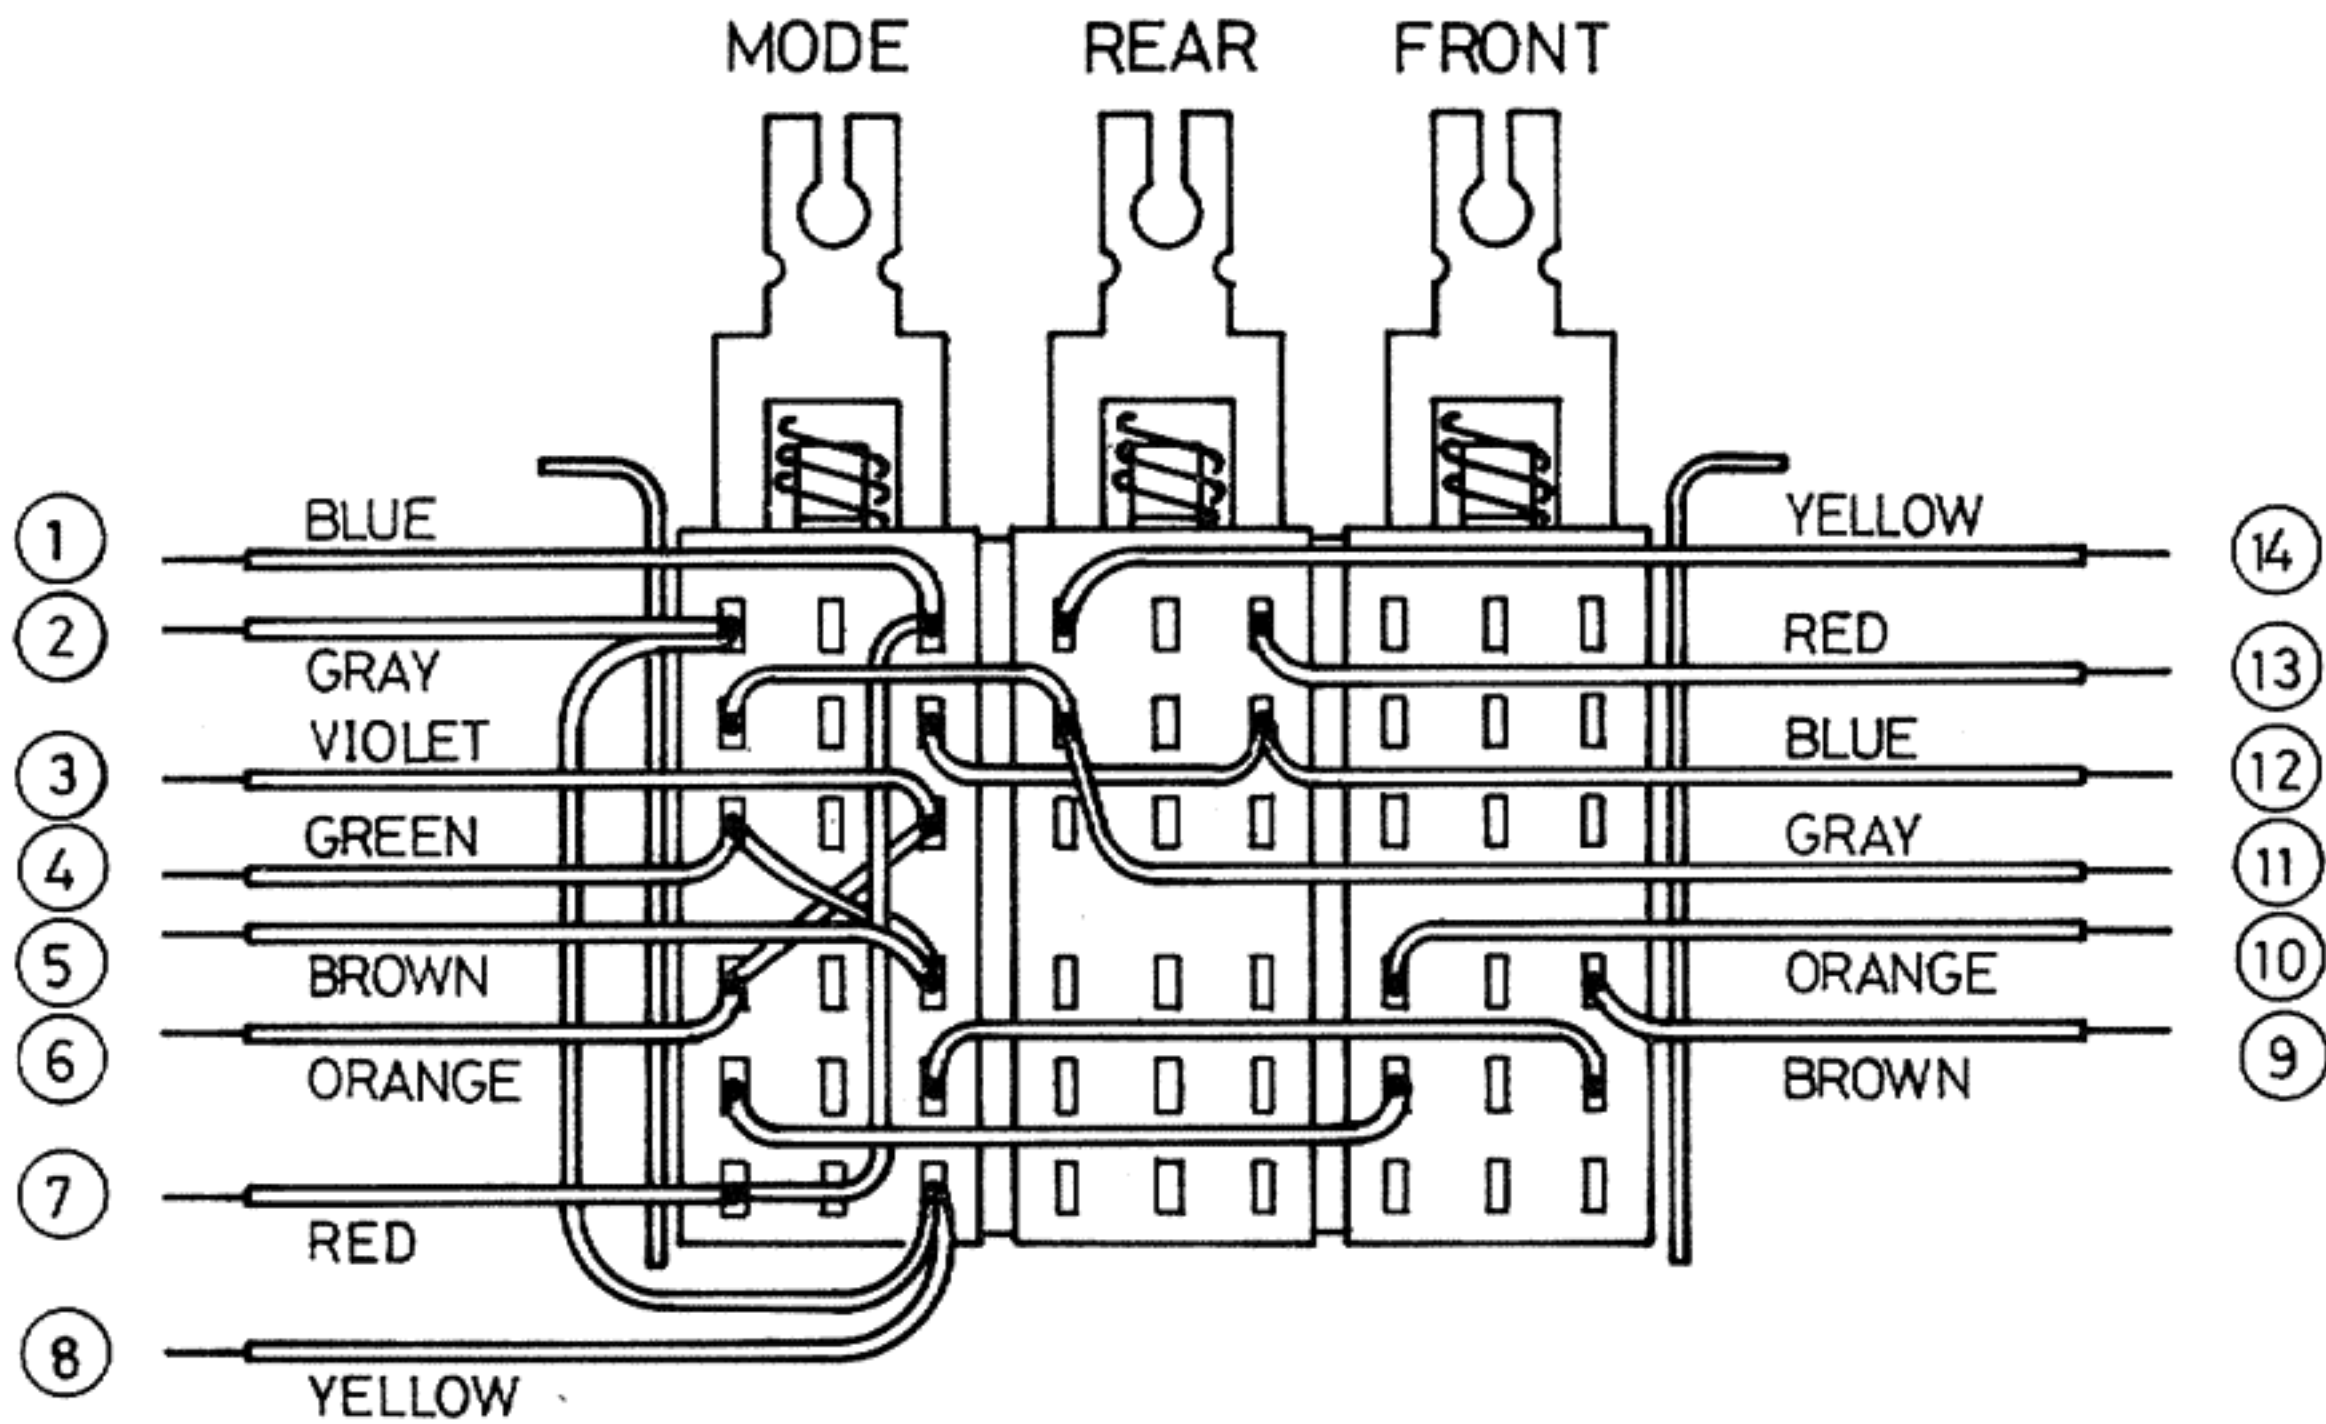 MODE REAR FRONT
1 BLUE
2 GRAY
3 VIOLET
4 GREEN
5 BROWN
6 ORANGE
7 RED
8 YELLOW
YELLOW 14
RED 13
BLUE 12
GRAY 11
ORANGE 10
BROWN 9